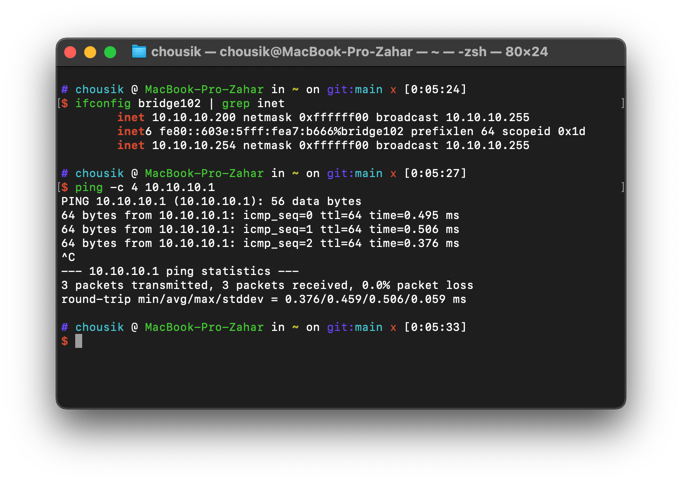 chousik — chousik@MacBook-Pro-Zahar — ~ — -zsh — 80×24
# chousik @ MacBook-Pro-Zahar in ~ on git:main x [0:05:24]
[$ ifconfig bridge102 | grep inet ]
inet 10.10.10.200 netmask 0xffffff00 broadcast 10.10.10.255
inet6 fe80::603e:5fff:fea7:b666%bridge102 prefixlen 64 scopeid 0x1d
inet 10.10.10.254 netmask 0xffffff00 broadcast 10.10.10.255
# chousik @ MacBook-Pro-Zahar in ~ on git:main x [0:05:27]
[$ ping -c 4 10.10.10.1 ]
PING 10.10.10.1 (10.10.10.1): 56 data bytes
64 bytes from 10.10.10.1: icmp_seq=0 ttl=64 time=0.495 ms
64 bytes from 10.10.10.1: icmp_seq=1 ttl=64 time=0.506 ms
64 bytes from 10.10.10.1: icmp_seq=2 ttl=64 time=0.376 ms
^C
--- 10.10.10.1 ping statistics ---
3 packets transmitted, 3 packets received, 0.0% packet loss
round-trip min/avg/max/stddev = 0.376/0.459/0.506/0.059 ms
# chousik @ MacBook-Pro-Zahar in ~ on git:main x [0:05:33]
$